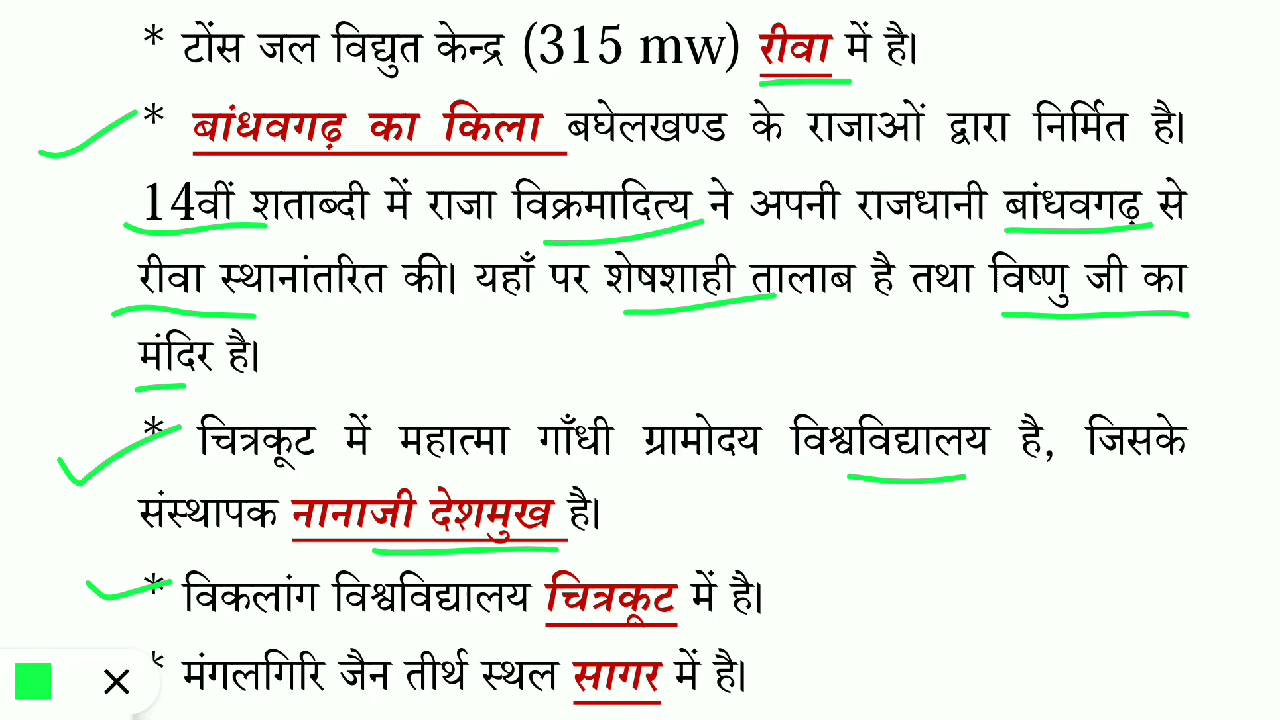 * टोंस जल विद्युत केन्द्र (315 mw) रीवा में है।
* बांधवगढ़ का किला बघेलखण्ड के राजाओं द्वारा निर्मित है।
14वीं शताब्दी में राजा विक्रमादित्य ने अपनी राजधानी बांधवगढ़ से
रीवा स्थानांतरित की। यहाँ पर शेषशाही तालाब है तथा विष्णु जी का
मंदिर है।
* चित्रकूट में महात्मा गाँधी ग्रामोदय विश्वविद्यालय है, जिसके
संस्थापक नानाजी देशमुख है।
* विकलांग विश्वविद्यालय चित्रकूट में है।
* मंगलगिरि जैन तीर्थ स्थल सागर में है।